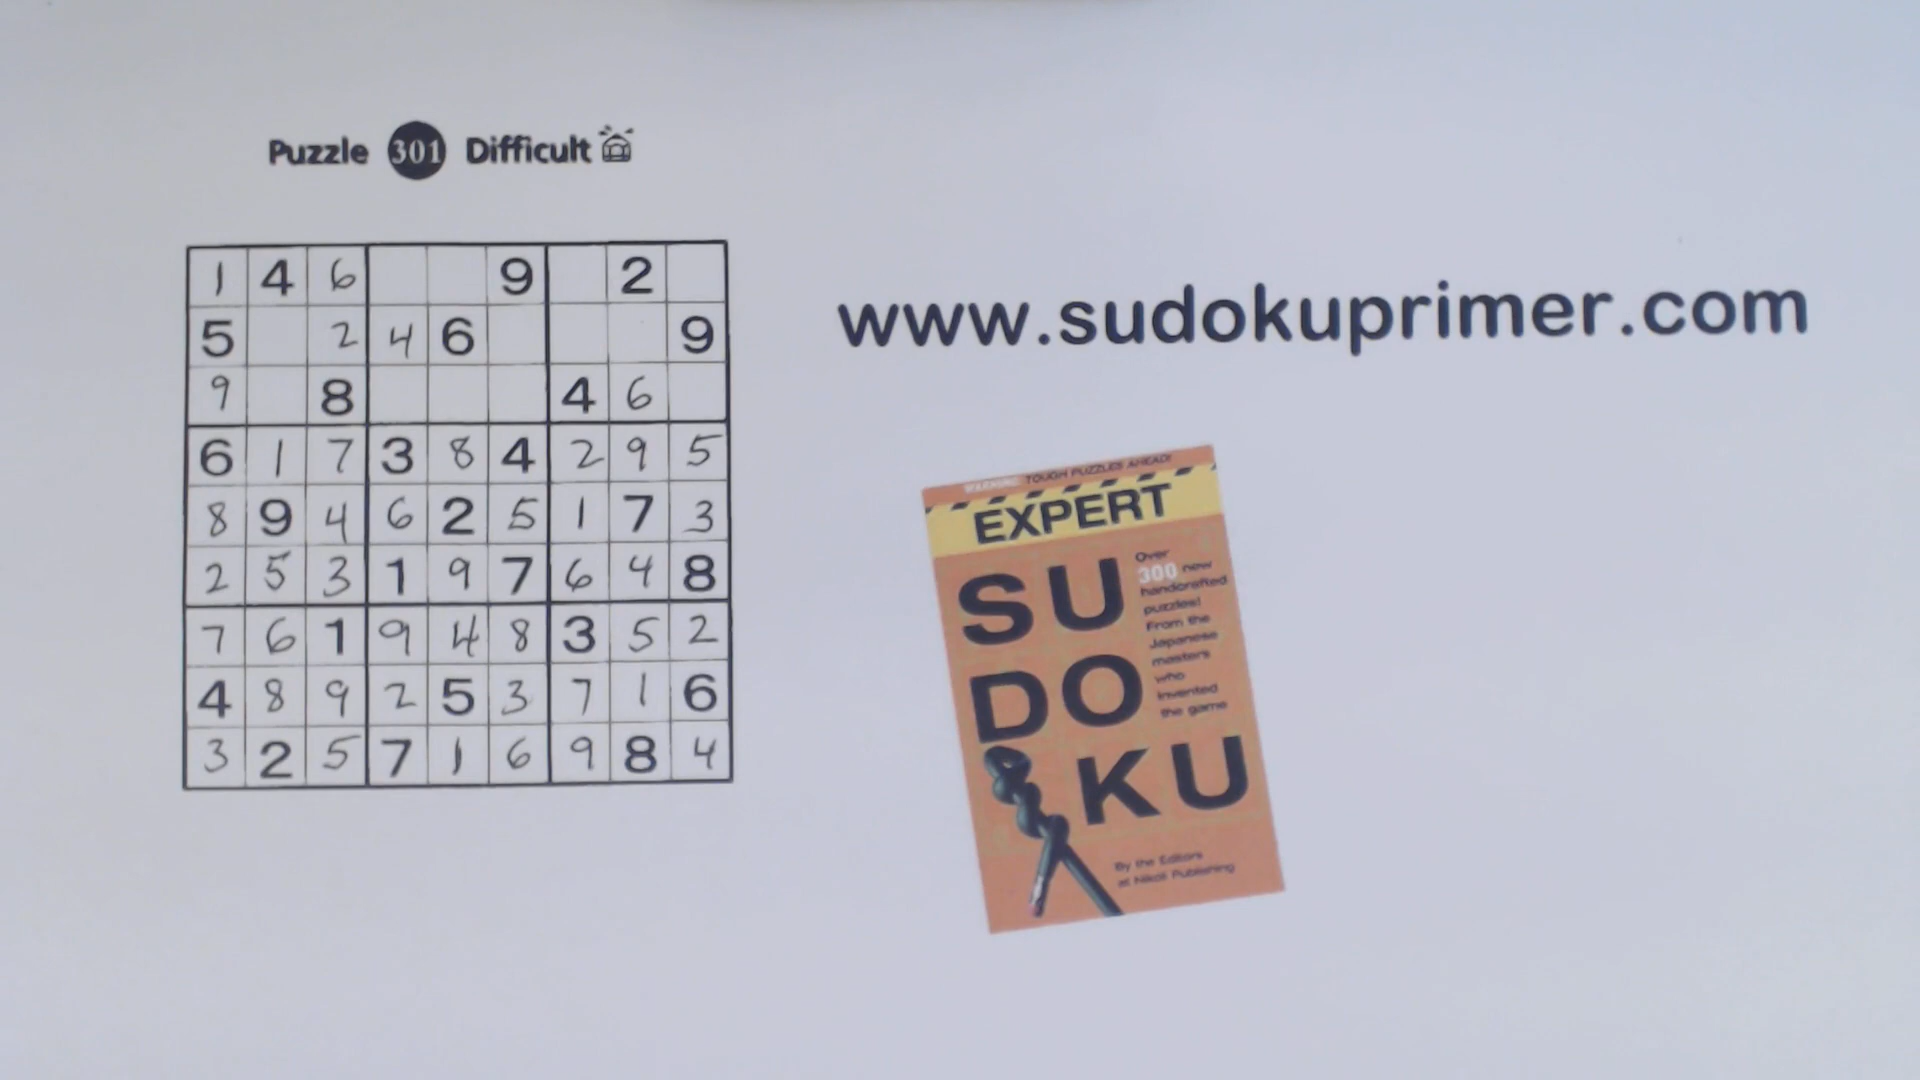 Puzzle 301 Difficult
1 4 6 9 2
5 2 4 6 9
9 8 4 6
6 1 7 3 8 4 2 9 5
8 9 4 6 2 5 1 7 3
2 5 3 1 9 7 6 4 8
7 6 1 9 4 8 3 5 2
4 8 9 2 5 3 7 1 6
3 2 5 7 1 6 9 8 4
www.sudokuprimer.com
WARNING: TOUGH PUZZLES AHEAD!
EXPERT
SU
DO
KU
Over
300 new
handcrafted
puzzles!
From the
Japanese
masters
who
invented
the game
By the Editors
at Nikoli Publishing